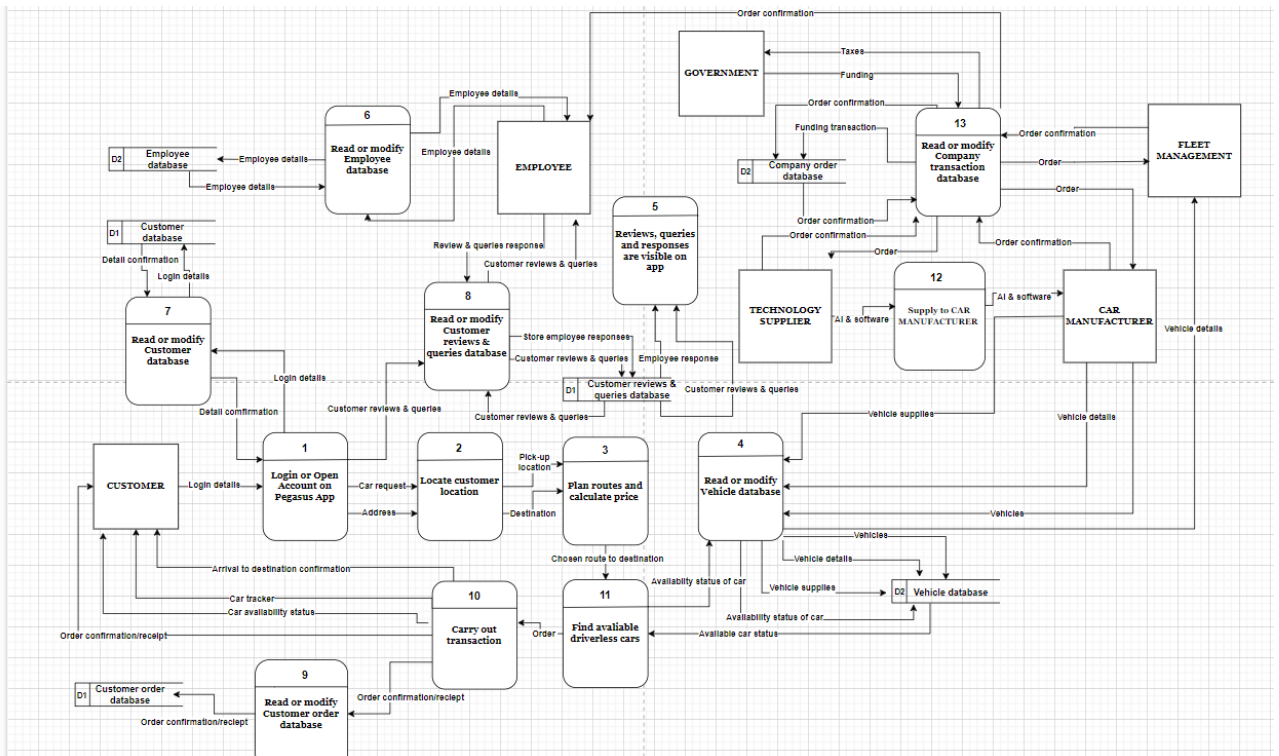 Order confirmation
GOVERNMENT
Taxes
Funding
Employee details
6
Read or modify
Employee
database
Order confirmation
Funding transaction
13
Read or modify
Company
transaction
database
Order confirmation
FLEET
MANAGEMENT
D2
Employee
database
Employee details
Employee details
Employee details
EMPLOYEE
D2
Company order
database
Order
Order
5
Reviews, queries
and responses
are visible on
app
Order confirmation
Order confirmation
Order
Order confirmation
D1
Customer
database
Detail confirmation
Login details
Review & queries response
Customer reviews & queries
7
Read or modify
Customer
database
8
Read or modify
Customer
reviews &
queries database
TECHNOLOGY
SUPPLIER
AI & software
12
Supply to CAR
MANUFACTURER
AI & software
CAR
MANUFACTURER
Vehicle details
Store employee responses
Customer reviews & queries
Employee response
Login details
D1
Customer reviews &
queries database
Customer reviews & queries
Detail comfirmation
Customer reviews & queries
Customer reviews & queries
Vehicle supplies
Vehicle details
CUSTOMER
Login details
1
Login or Open
Account on
Pegasus App
Car request
Address
2
Locate customer
location
Pick-up
location
Destination
3
Plan routes and
calculate price
4
Read or modify
Vehicle database
Vehicles
Chosen route to destination
Vehicles
Vehicle details
Arrival to destination confirmation
Availability status of car
Vehicle supplies
D2
Vehicle database
Car tracker
Car availability status
10
Carry out
transaction
11
Find avaliable
driverless cars
Availability status of car
Order confirmation/receipt
Order
Available car status
9
Read or modify
Customer order
database
D1
Customer order
database
Order confirmation/reciept
Order confirmation/reciept